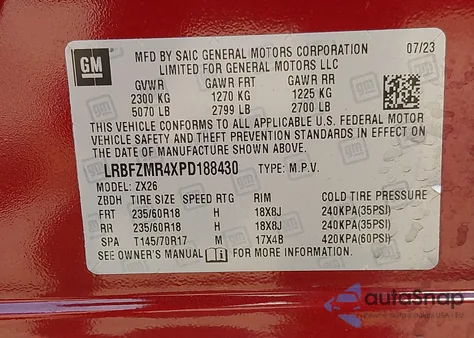 GM
MFD BY SAIC GENERAL MOTORS CORPORATION 07/23
LIMITED FOR GENERAL MOTORS LLC
GVWR GAWR FRT GAWR RR
2300 KG 1270 KG 1225 KG
5070 LB 2799 LB 2700 LB
THIS VEHICLE CONFORMS TO ALL APPLICABLE U.S. FEDERAL MOTOR
VEHICLE SAFETY AND THEFT PREVENTION STANDARDS IN EFFECT ON THE
DATE OF MANUFACTURE SHOWN ABOVE.
LRBFZMR4XPD188430 TYPE: M.P.V.
MODEL: ZX26
ZBDH TIRE SIZE SPEED RTG RIM COLD TIRE PRESSURE
FRT 235/60R18 H 18X8J 240KPA(35PSI)
RR 235/60R18 H 18X8J 240KPA(35PSI)
SPA T145/70R17 M 17X4B 420KPA(60PSI)
SEE OWNER'S MANUAL FOR MORE INFORMATION.
autoSnap